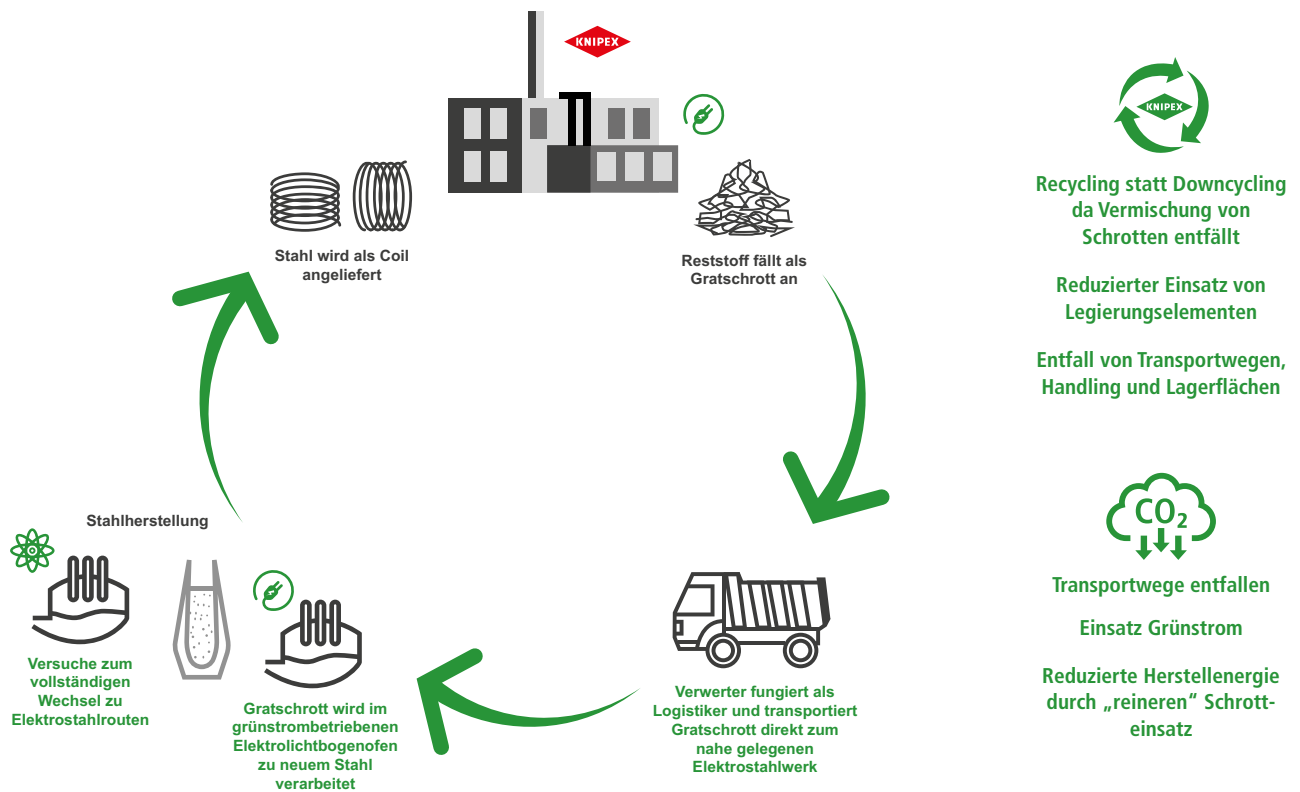 KNIPEX
Stahl wird als Coil
angeliefert
Reststoff fällt als
Gratschrott an
Verwerter fungiert als
Logistiker und transportiert
Gratschrott direkt zum
nahe gelegenen
Elektrostahlwerk
Gratschrott wird im
grünstrombetriebenen
Elektrolichtbogenofen
zu neuem Stahl
verarbeitet
Stahlherstellung
Versuche zum
vollständigen
Wechsel zu
Elektrostahlrouten
KNIPEX
Recycling statt Downcycling
da Vermischung von
Schrotten entfällt
Reduzierter Einsatz von
Legierungselementen
Entfall von Transportwegen,
Handling und Lagerflächen
CO₂
Transportwege entfallen
Einsatz Grünstrom
Reduzierte Herstellenergie
durch „reineren“ Schrott-
einsatz